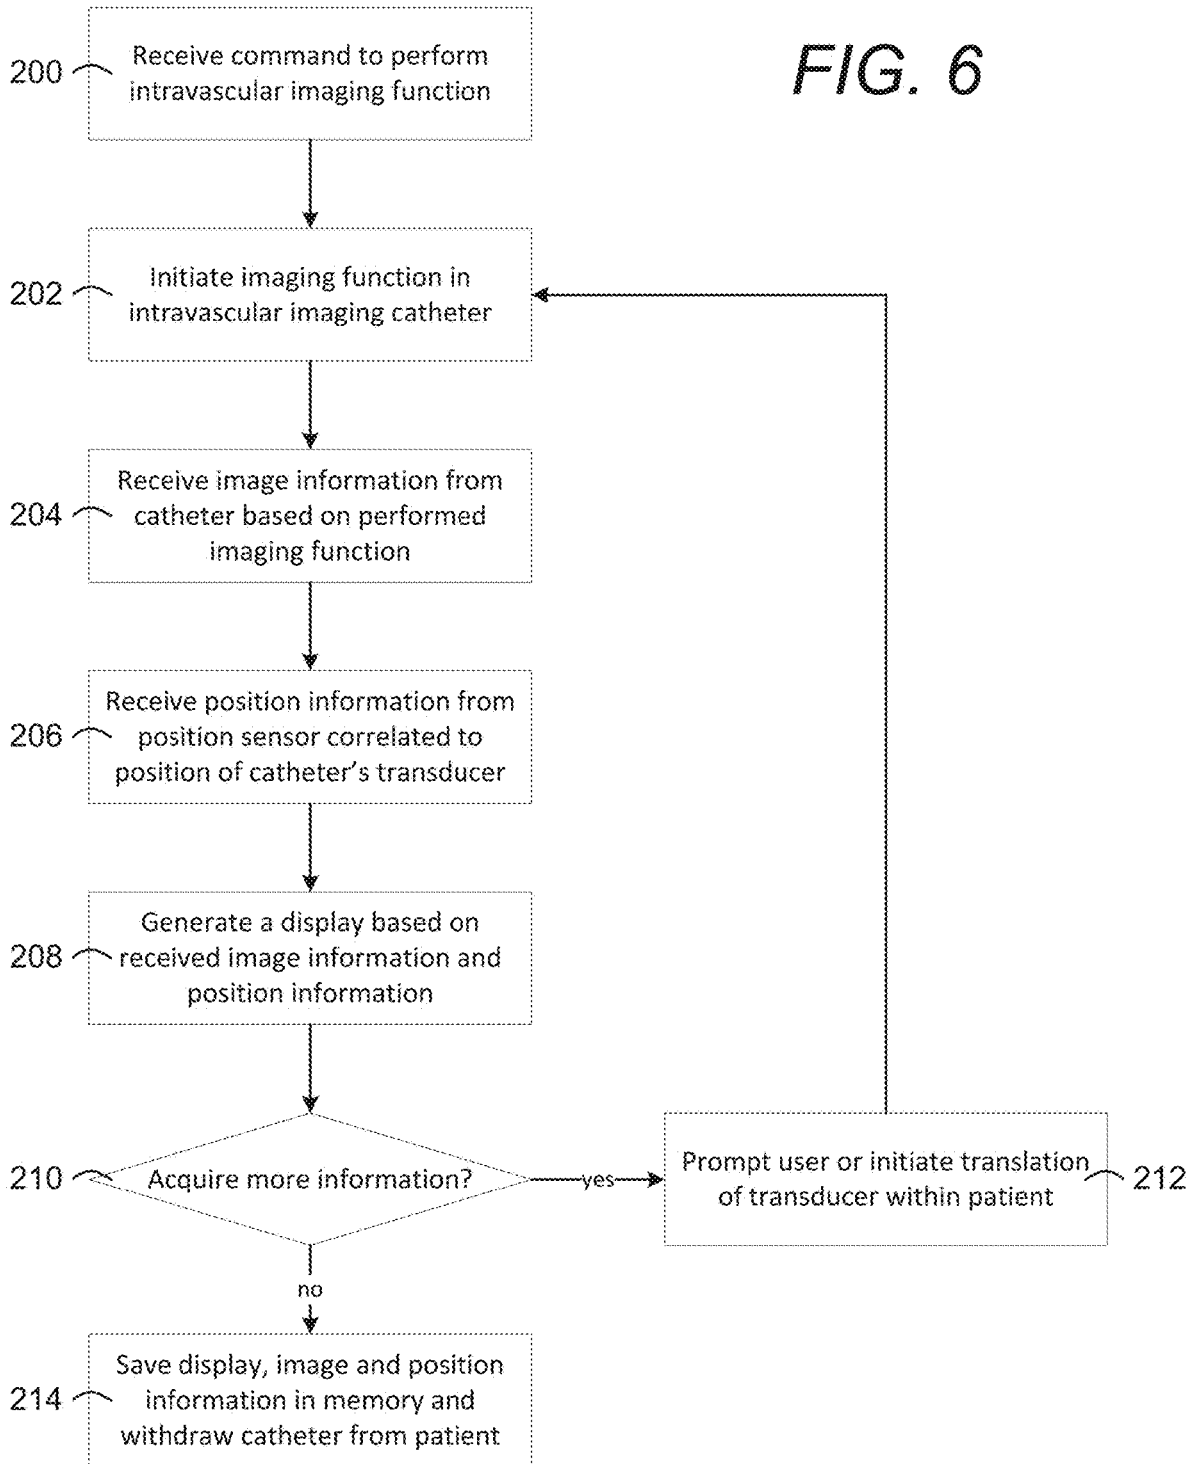 FIG. 6
200
Receive command to perform
intravascular imaging function
202
Initiate imaging function in
intravascular imaging catheter
204
Receive image information from
catheter based on performed
imaging function
206
Receive position information from
position sensor correlated to
position of catheter's transducer
208
Generate a display based on
received image information and
position information
210
Acquire more information?
yes
Prompt user or initiate translation
of transducer within patient
212
no
214
Save display, image and position
information in memory and
withdraw catheter from patient